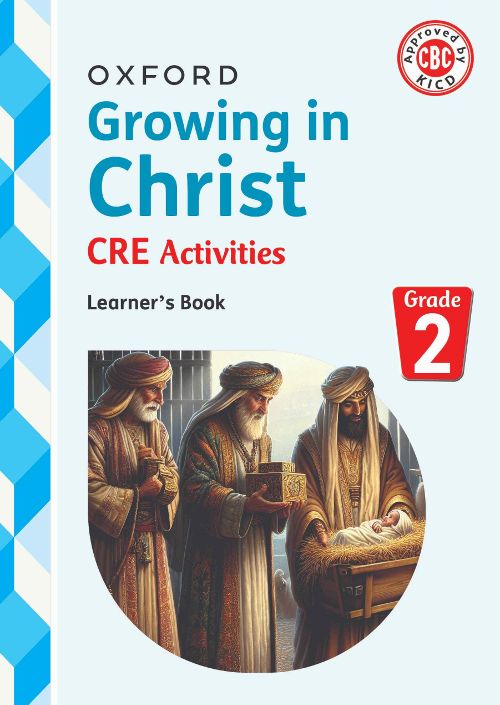 Approved by
CBC
KICD
OXFORD
Growing in
Christ
CRE Activities
Learner's Book
Grade
2